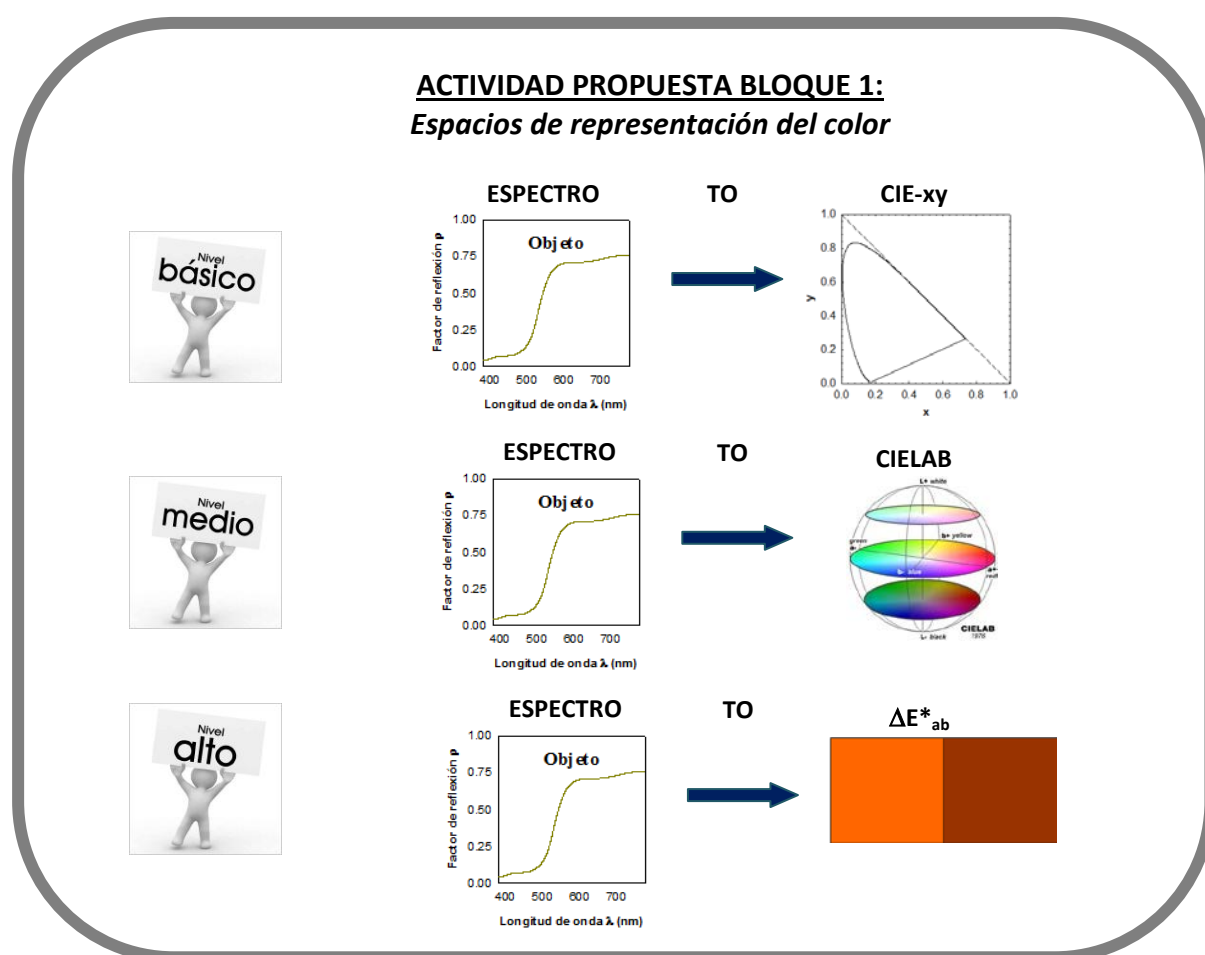 ACTIVIDAD PROPUESTA BLOQUE 1:
Espacios de representación del color
ESPECTRO TO CIE-xy
Nivel
básico
Factor de reflexión ρ
1.00
0.75
0.50
0.25
0.00
Objeto
400 500 600 700
Longitud de onda λ (nm)
1.0
0.8
0.6
0.4
0.2
0.0
y
0.0 0.2 0.4 0.6 0.8 1.0
x
ESPECTRO TO CIELAB
Nivel
medio
Factor de reflexión ρ
1.00
0.75
0.50
0.25
0.00
Objeto
400 500 600 700
Longitud de onda λ (nm)
L+ white
green
b+ yellow
b- blue
red
L- black
CIELAB
1976
ESPECTRO TO ΔE*ab
Nivel
alto
Factor de reflexión ρ
1.00
0.75
0.50
0.25
0.00
Objeto
400 500 600 700
Longitud de onda λ (nm)